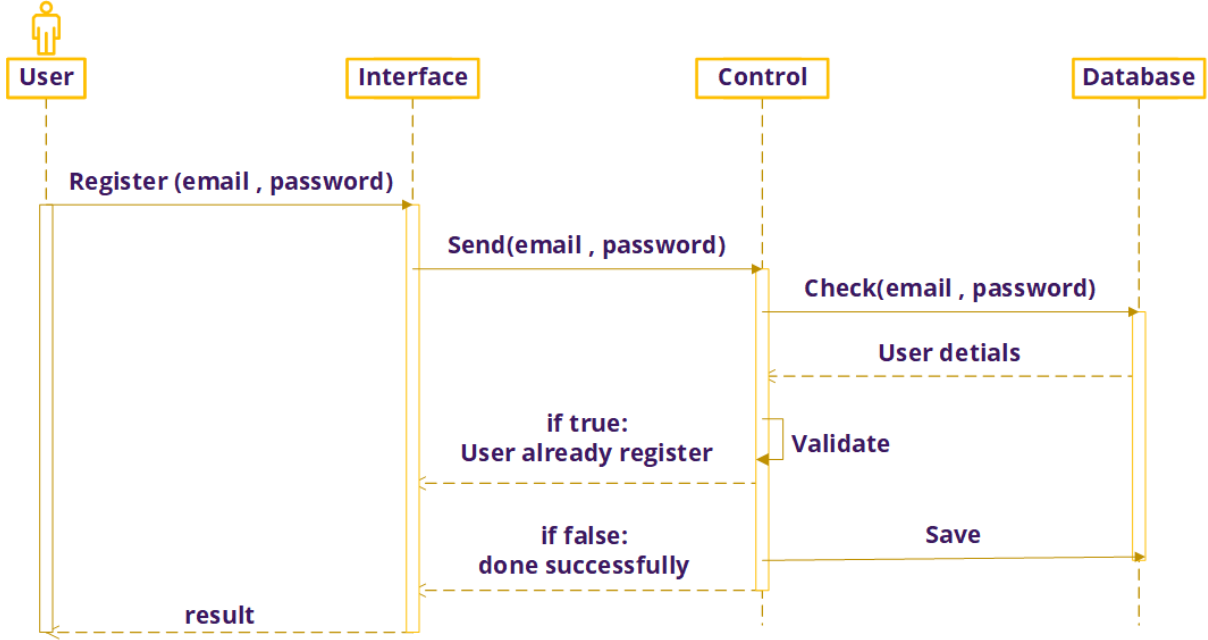 User
Interface
Control
Database
Register (email , password)
Send(email , password)
Check(email , password)
User detials
if true:
User already register
Validate
if false:
done successfully
Save
result